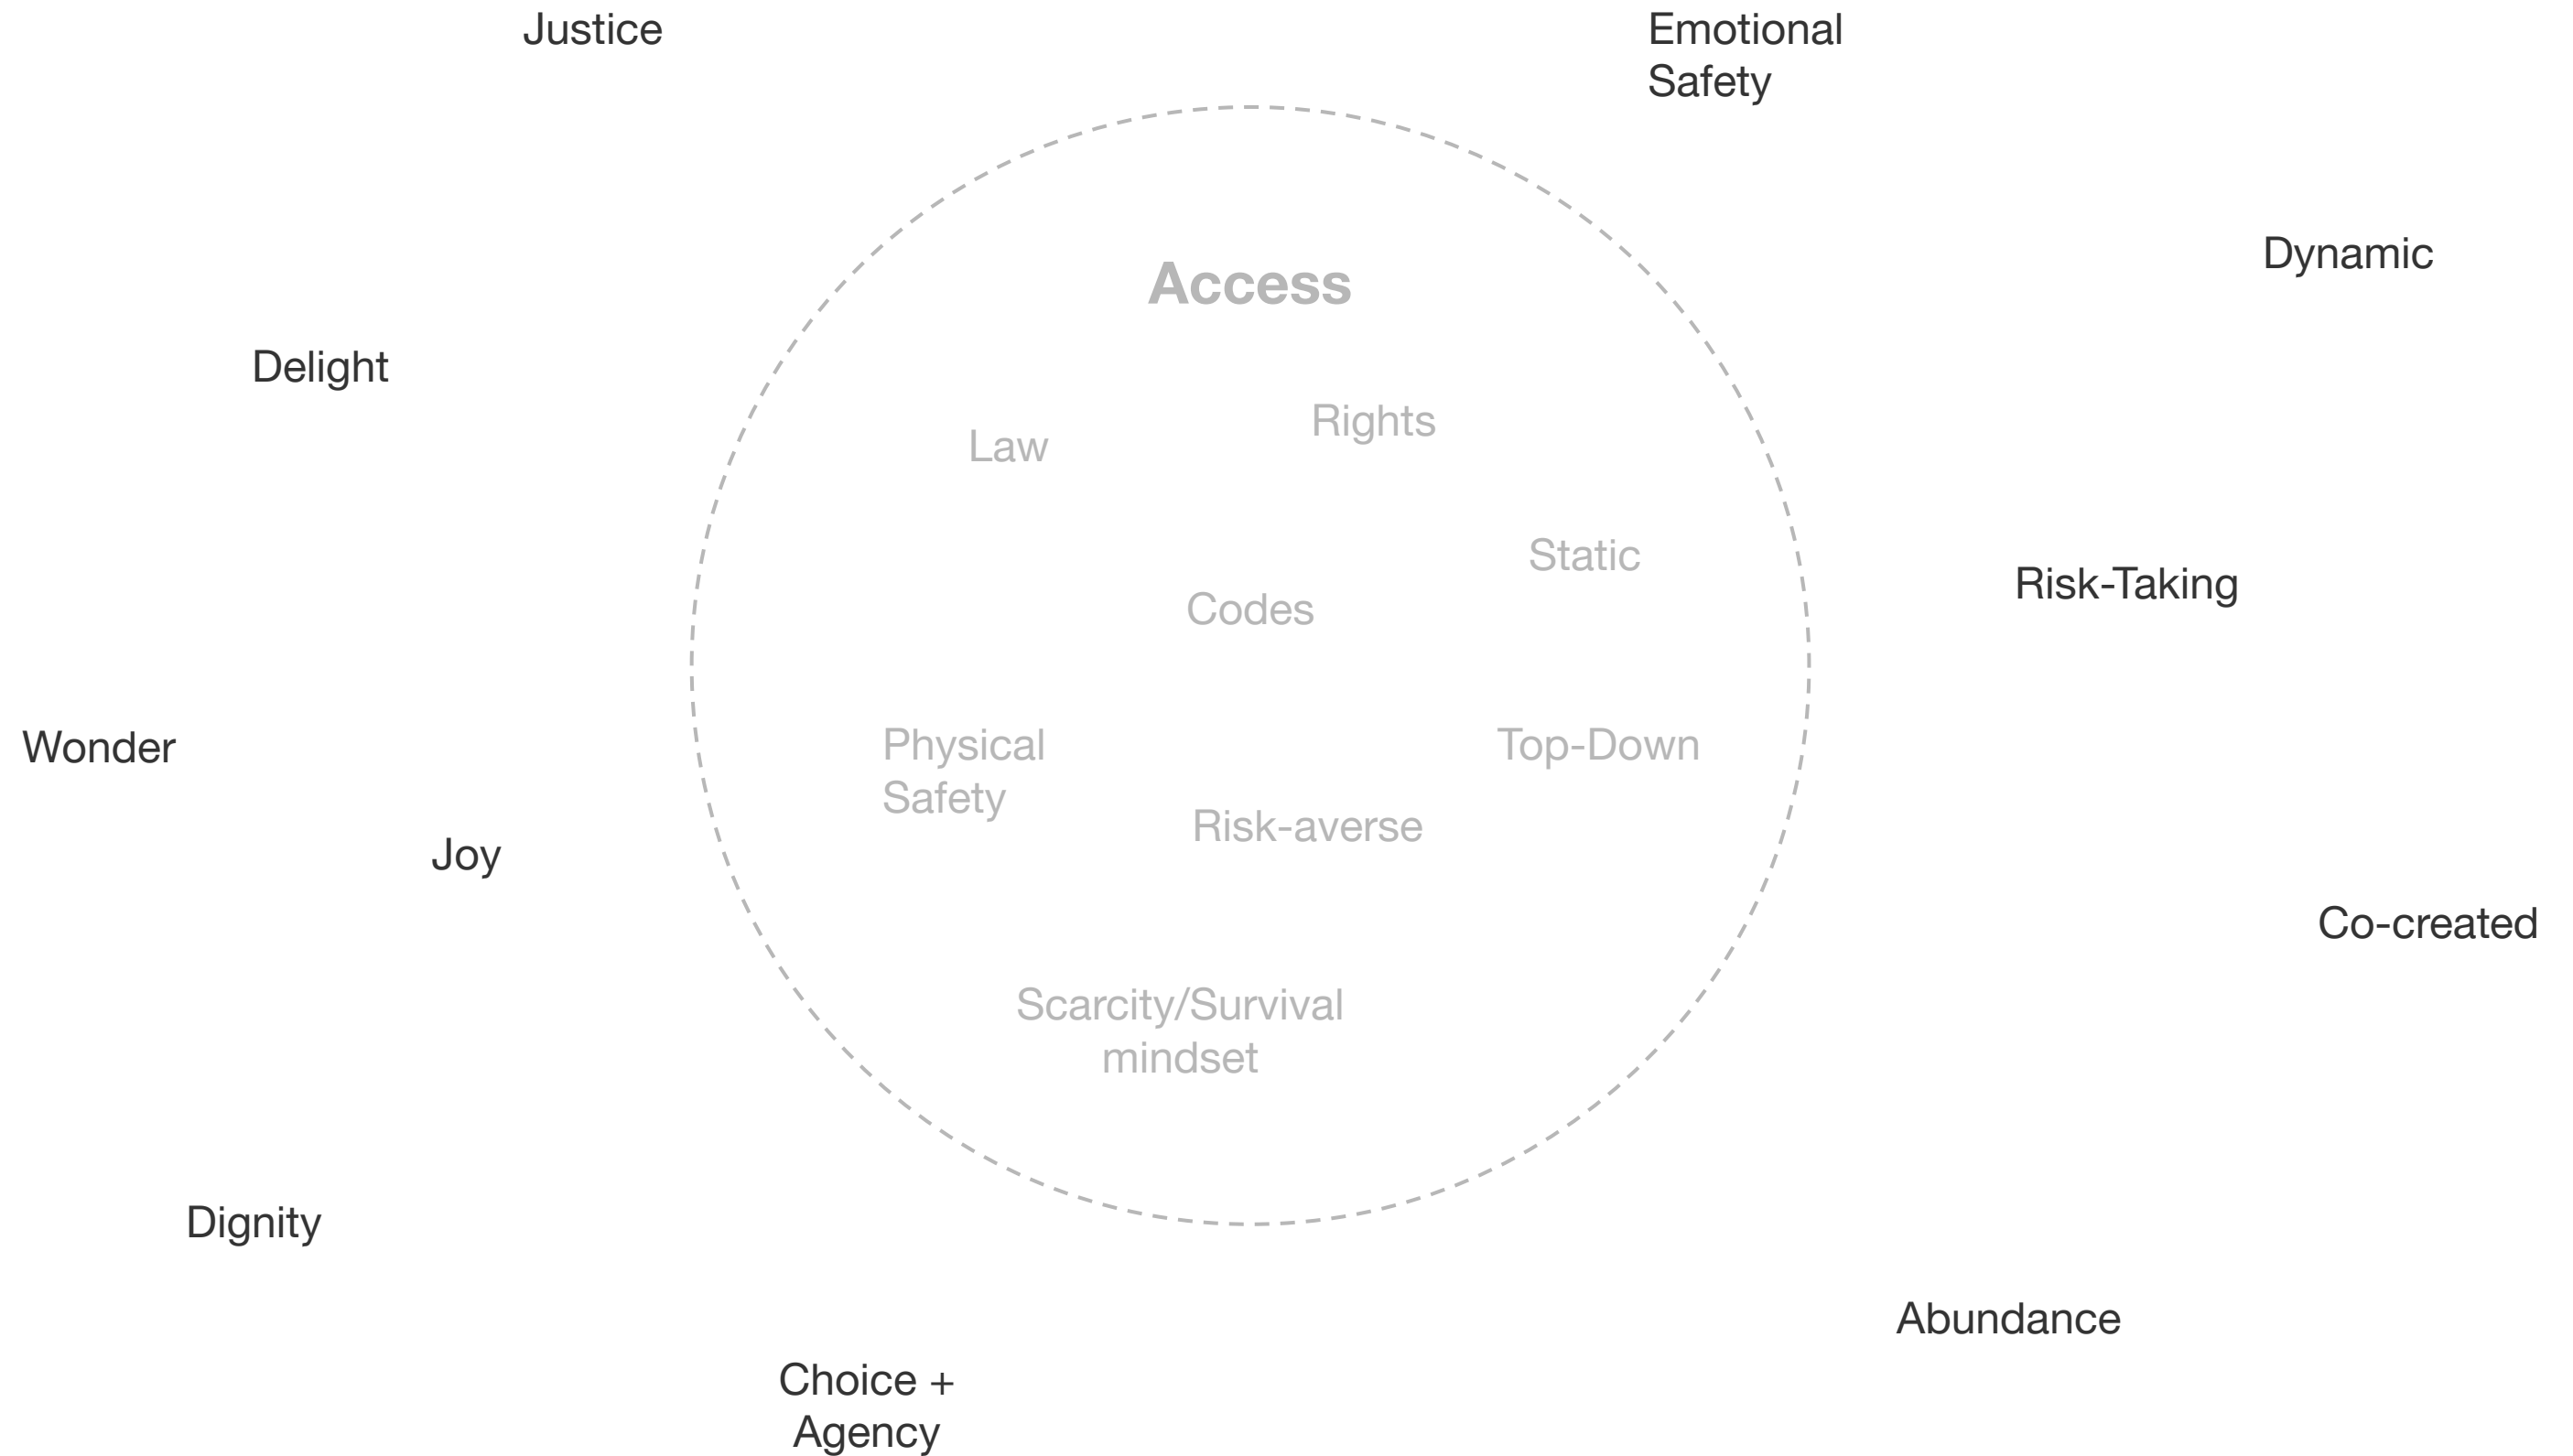 Justice
Emotional
Safety
Dynamic
Access
Delight
Rights
Law
Static
Risk-Taking
Codes
Wonder
Physical
Safety
Top-Down
Risk-averse
Joy
Co-created
Scarcity/Survival
mindset
Dignity
Abundance
Choice +
Agency